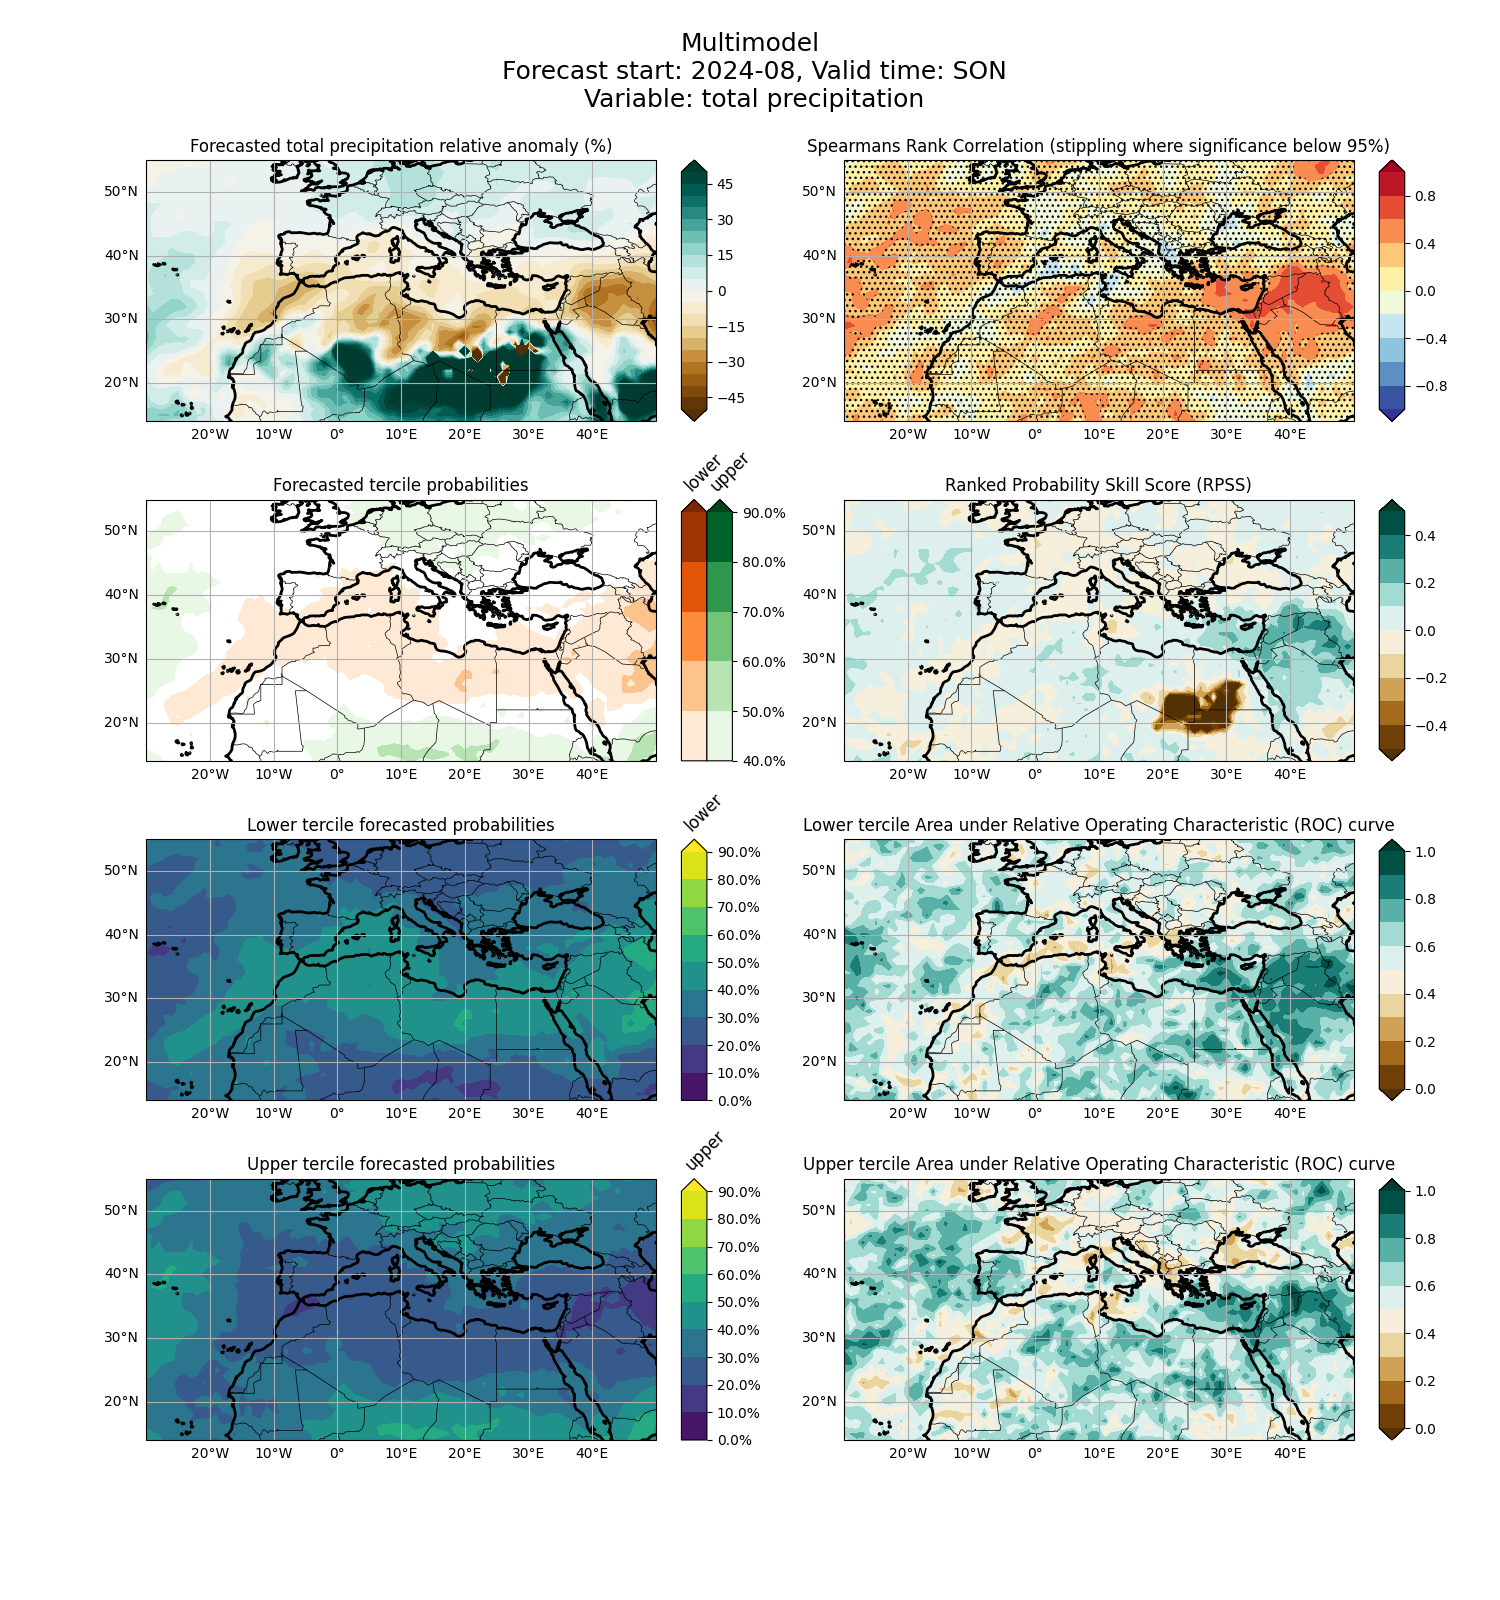 Multimodel
Forecast start: 2024-08, Valid time: SON
Variable: total precipitation
Forecasted total precipitation relative anomaly (%)
50°N
40°N
30°N
20°N
20°W 10°W 0° 10°E 20°E 30°E 40°E
45
30
15
0
−15
−30
−45
Spearmans Rank Correlation (stippling where significance below 95%)
50°N
40°N
30°N
20°N
20°W 10°W 0° 10°E 20°E 30°E 40°E
0.8
0.4
0.0
−0.4
−0.8
Forecasted tercile probabilities
50°N
40°N
30°N
20°N
20°W 10°W 0° 10°E 20°E 30°E 40°E
lower
upper
90.0%
80.0%
70.0%
60.0%
50.0%
40.0%
Ranked Probability Skill Score (RPSS)
50°N
40°N
30°N
20°N
20°W 10°W 0° 10°E 20°E 30°E 40°E
0.4
0.2
0.0
−0.2
−0.4
Lower tercile forecasted probabilities
50°N
40°N
30°N
20°N
20°W 10°W 0° 10°E 20°E 30°E 40°E
lower
90.0%
80.0%
70.0%
60.0%
50.0%
40.0%
30.0%
20.0%
10.0%
0.0%
Lower tercile Area under Relative Operating Characteristic (ROC) curve
50°N
40°N
30°N
20°N
20°W 10°W 0° 10°E 20°E 30°E 40°E
1.0
0.8
0.6
0.4
0.2
0.0
Upper tercile forecasted probabilities
50°N
40°N
30°N
20°N
20°W 10°W 0° 10°E 20°E 30°E 40°E
upper
90.0%
80.0%
70.0%
60.0%
50.0%
40.0%
30.0%
20.0%
10.0%
0.0%
Upper tercile Area under Relative Operating Characteristic (ROC) curve
50°N
40°N
30°N
20°N
20°W 10°W 0° 10°E 20°E 30°E 40°E
1.0
0.8
0.6
0.4
0.2
0.0